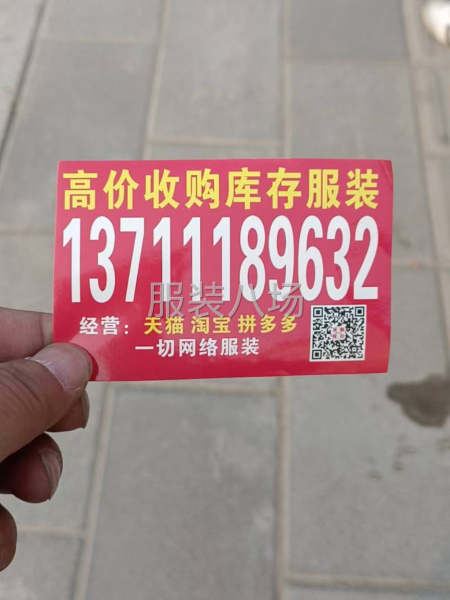 高价收购库存服装
13711189632
服装八场
经营：天猫 淘宝 拼多多
一切网络服装